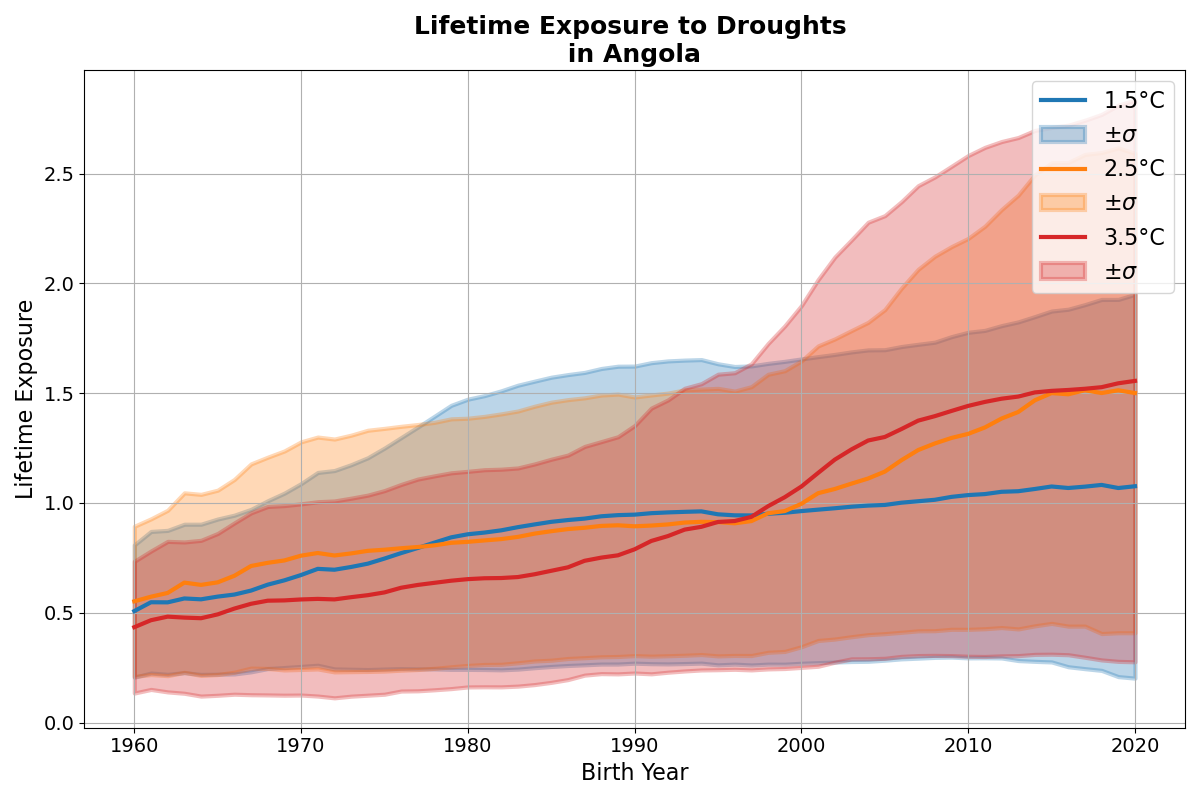 Lifetime Exposure to Droughts
in Angola
1.5°C
±σ
2.5°C
±σ
3.5°C
±σ
Lifetime Exposure
2.5
2.0
1.5
1.0
0.5
0.0
1960 1970 1980 1990 2000 2010 2020
Birth Year